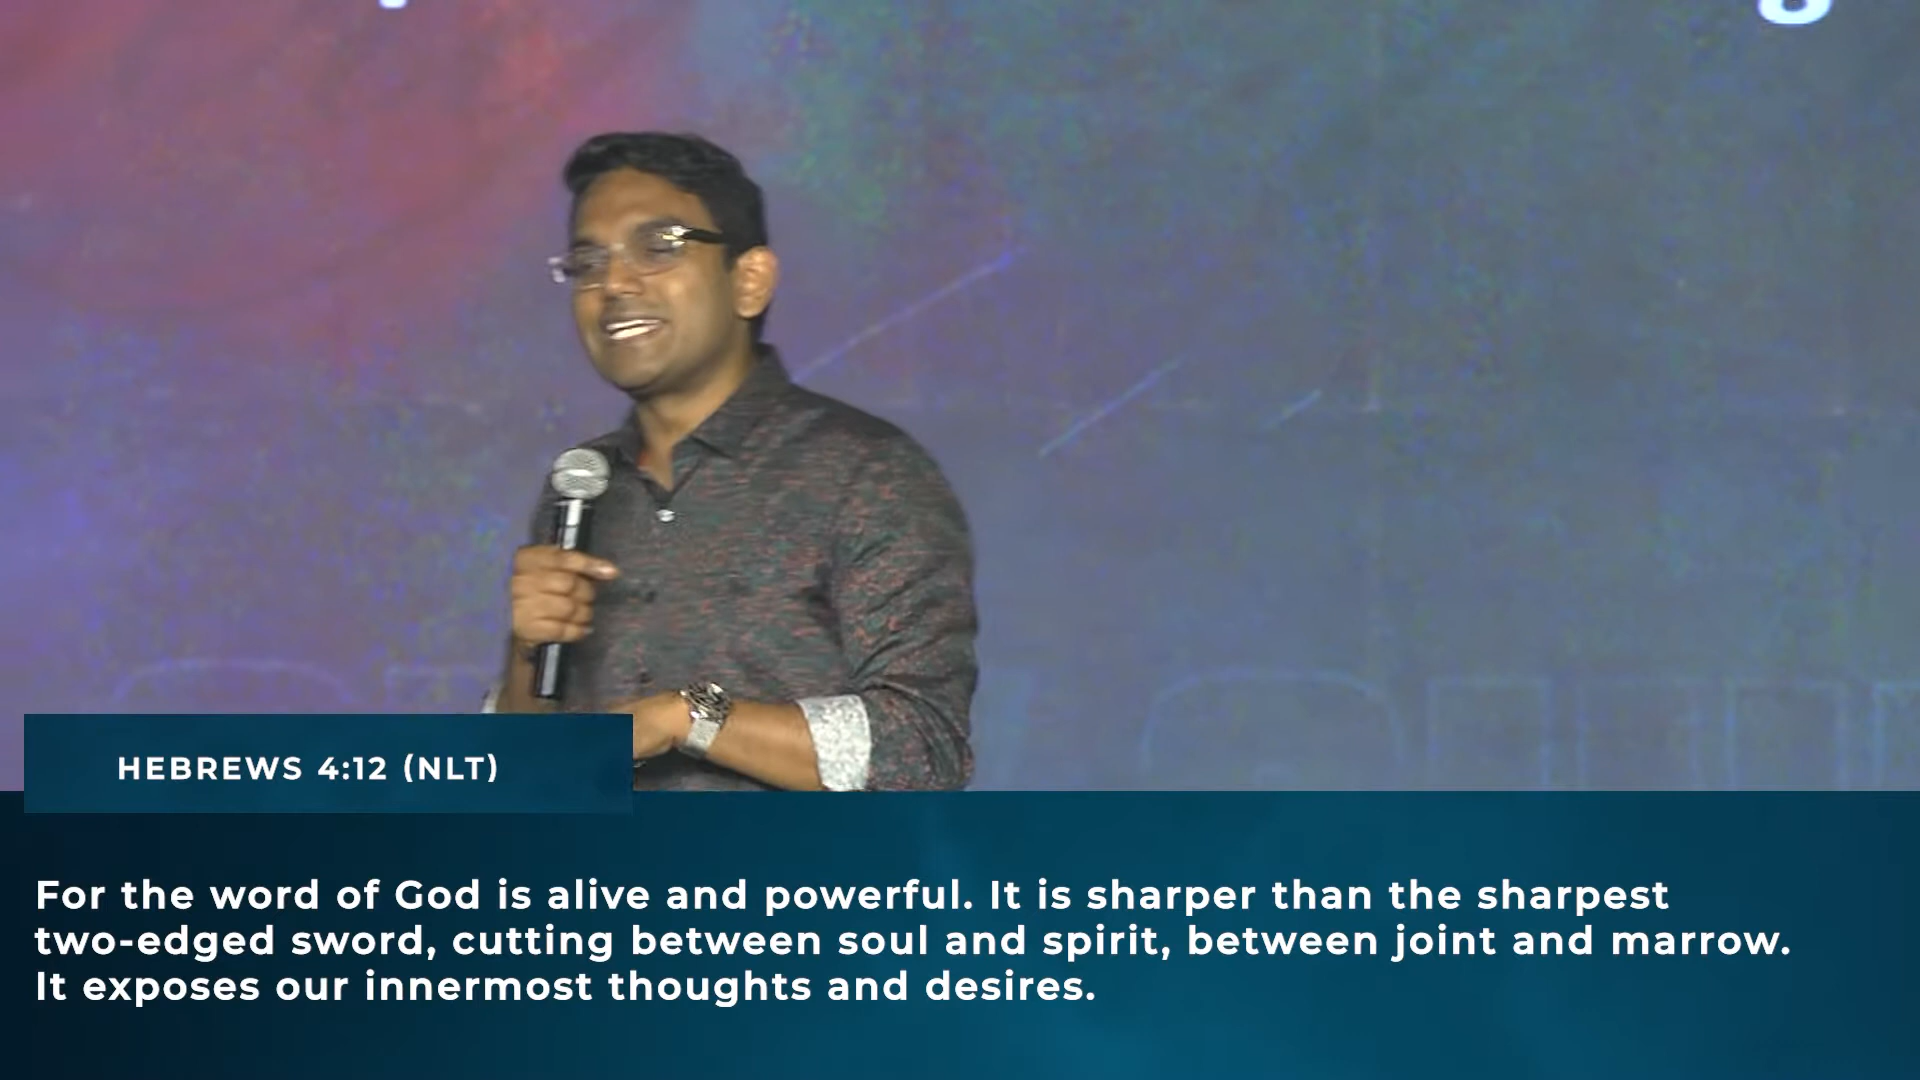 HEBREWS 4:12 (NLT)
For the word of God is alive and powerful. It is sharper than the sharpest
two-edged sword, cutting between soul and spirit, between joint and marrow.
It exposes our innermost thoughts and desires.